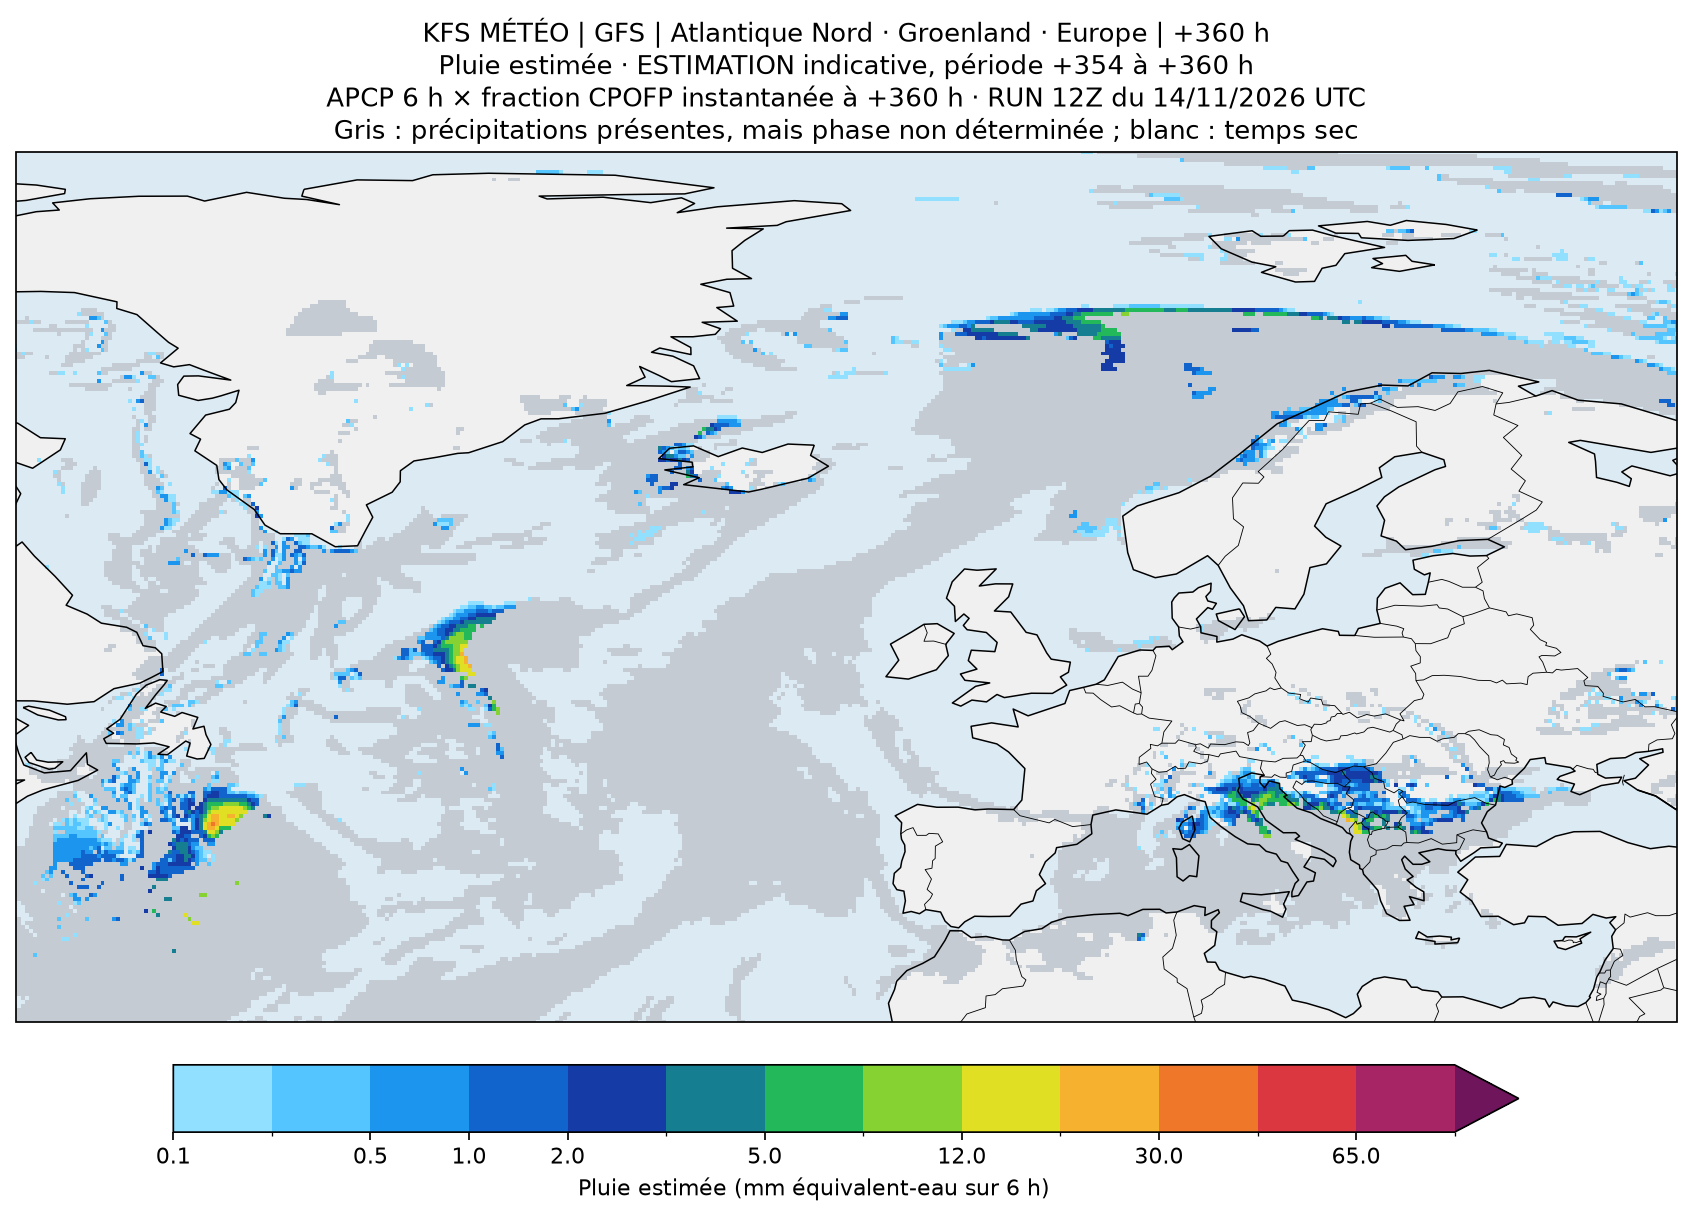 KFS MÉTÉO | GFS | Atlantique Nord · Groenland · Europe | +360 h
Pluie estimée · ESTIMATION indicative, période +354 à +360 h
APCP 6 h × fraction CPOFP instantanée à +360 h · RUN 12Z du 14/11/2026 UTC
Gris : précipitations présentes, mais phase non déterminée ; blanc : temps sec
0.1 0.5 1.0 2.0 5.0 12.0 30.0 65.0
Pluie estimée (mm équivalent-eau sur 6 h)